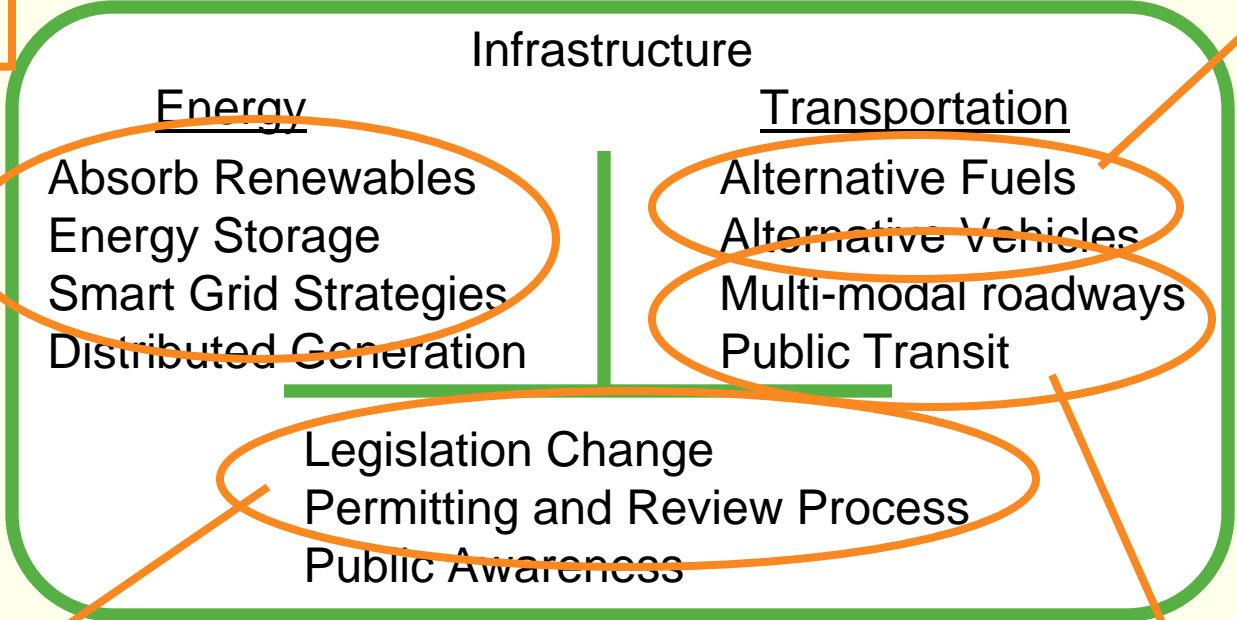 Infrastructure
Energy
Absorb Renewables
Energy Storage
Smart Grid Strategies
Distributed Generation
Transportation
Alternative Fuels
Alternative Vehicles
Multi-modal roadways
Public Transit
Legislation Change
Permitting and Review Process
Public Awareness